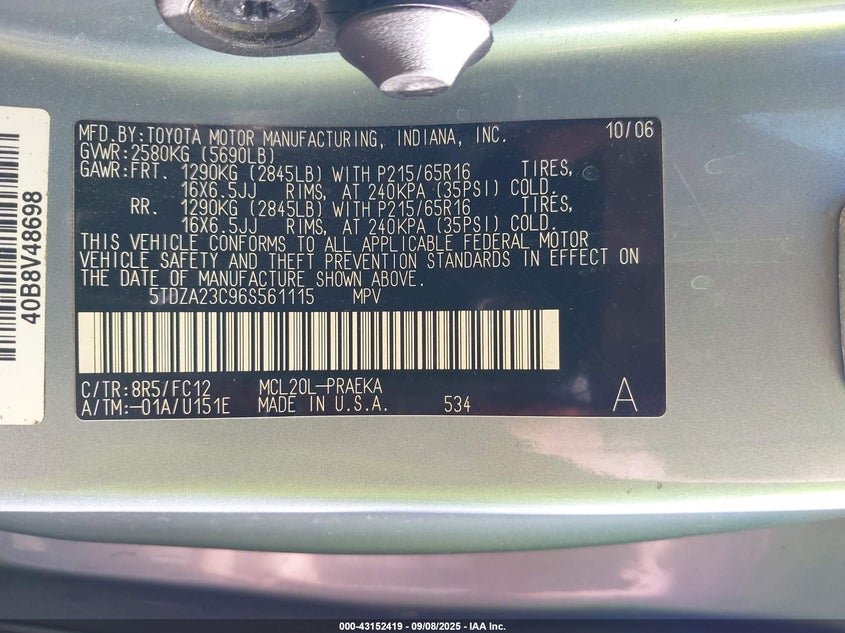 MFD.BY:TOYOTA MOTOR MANUFACTURING, INDIANA, INC. 10/06
GVWR:2580KG (5690LB)
GAWR:FRT. 1290KG (2845LB) WITH P215/65R16 TIRES,
16X6.5JJ RIMS, AT 240KPA (35PSI) COLD.
RR. 1290KG (2845LB) WITH P215/65R16 TIRES,
16X6.5JJ RIMS, AT 240KPA (35PSI) COLD.
THIS VEHICLE CONFORMS TO ALL APPLICABLE FEDERAL MOTOR
VEHICLE SAFETY AND THEFT PREVENTION STANDARDS IN EFFECT ON
THE DATE OF MANUFACTURE SHOWN ABOVE.
5TDZA23C96S561115 MPV
C/TR:8R5/FC12 MCL20L-PRAEKA
A/TM:-01A/U151E MADE IN U.S.A. 534 A
40B8V48698
000-43152419 - 09/08/2025 - IAA Inc.